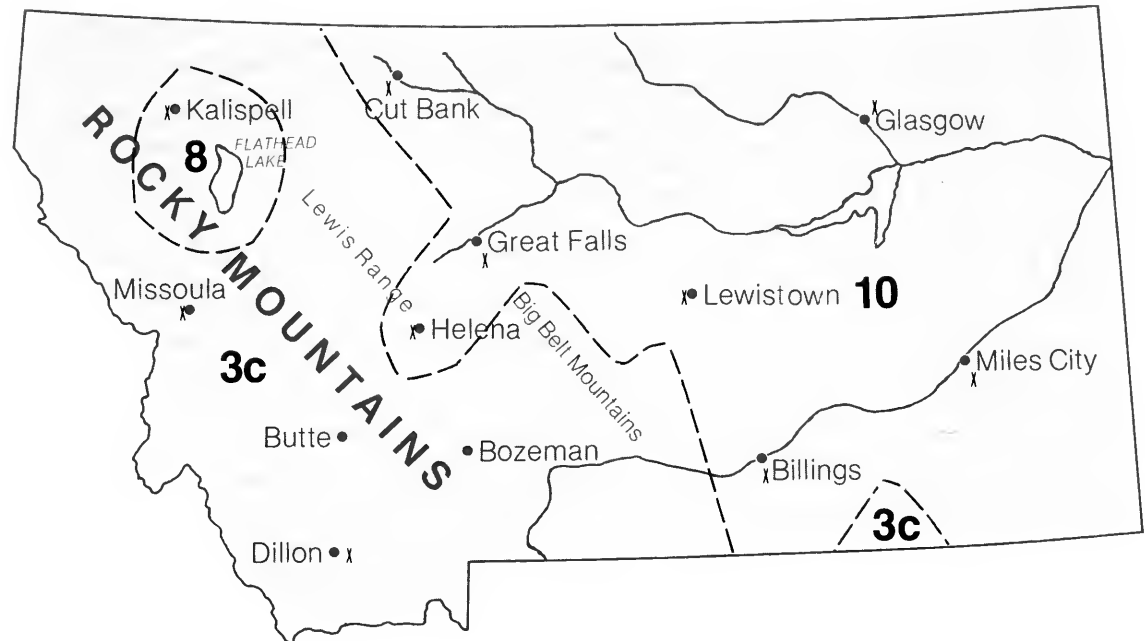 Cut Bank
Kalispell
Glasgow
8
FLATHEAD
LAKE
ROCKY MOUNTAINS
Lewis Range
Great Falls
Missoula
Lewistown
10
Helena
Big Belt Mountains
3c
Miles City
Butte
Bozeman
Billings
3c
Dillon